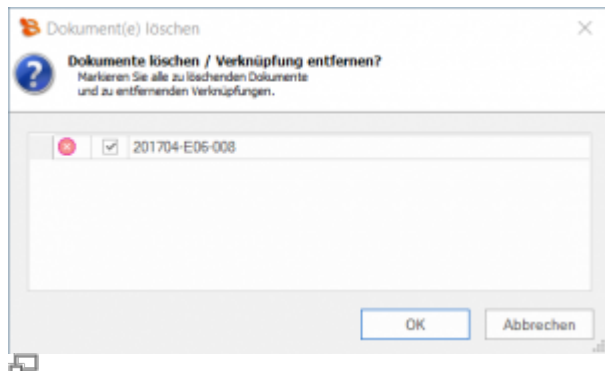 Dokument(e) löschen
Dokumente löschen / Verknüpfung entfernen?
Markieren Sie alle zu löschenden Dokumente
und zu entfernenden Verknüpfungen.
201704-E06-008
OK
Abbrechen